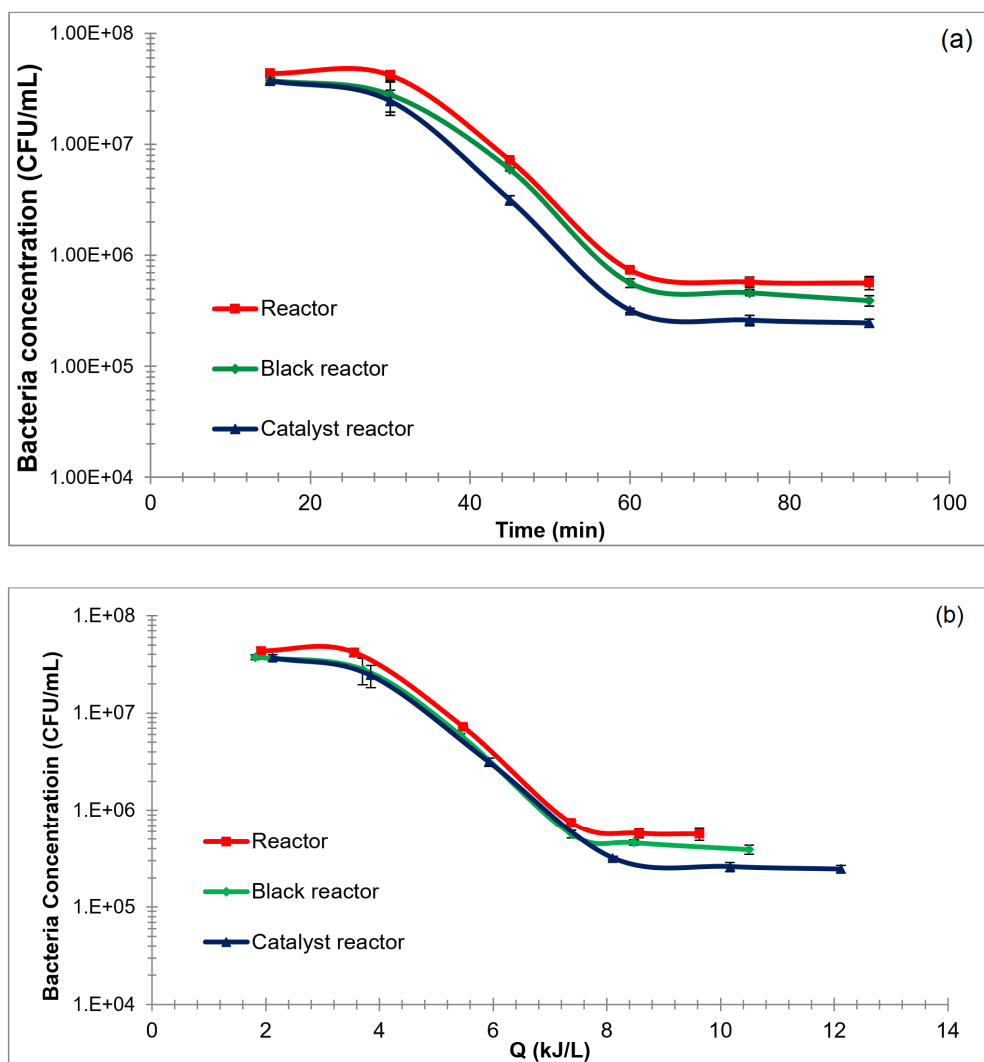 (a)
1.00E+08
1.00E+07
1.00E+06
1.00E+05
1.00E+04
Bacteria concentration (CFU/mL)
Reactor
Black reactor
Catalyst reactor
0 20 40 60 80 100
Time (min)
(b)
1.E+08
1.E+07
1.E+06
1.E+05
1.E+04
Bacteria Concentratioin (CFU/mL)
Reactor
Black reactor
Catalyst reactor
0 2 4 6 8 10 12 14
Q (kJ/L)